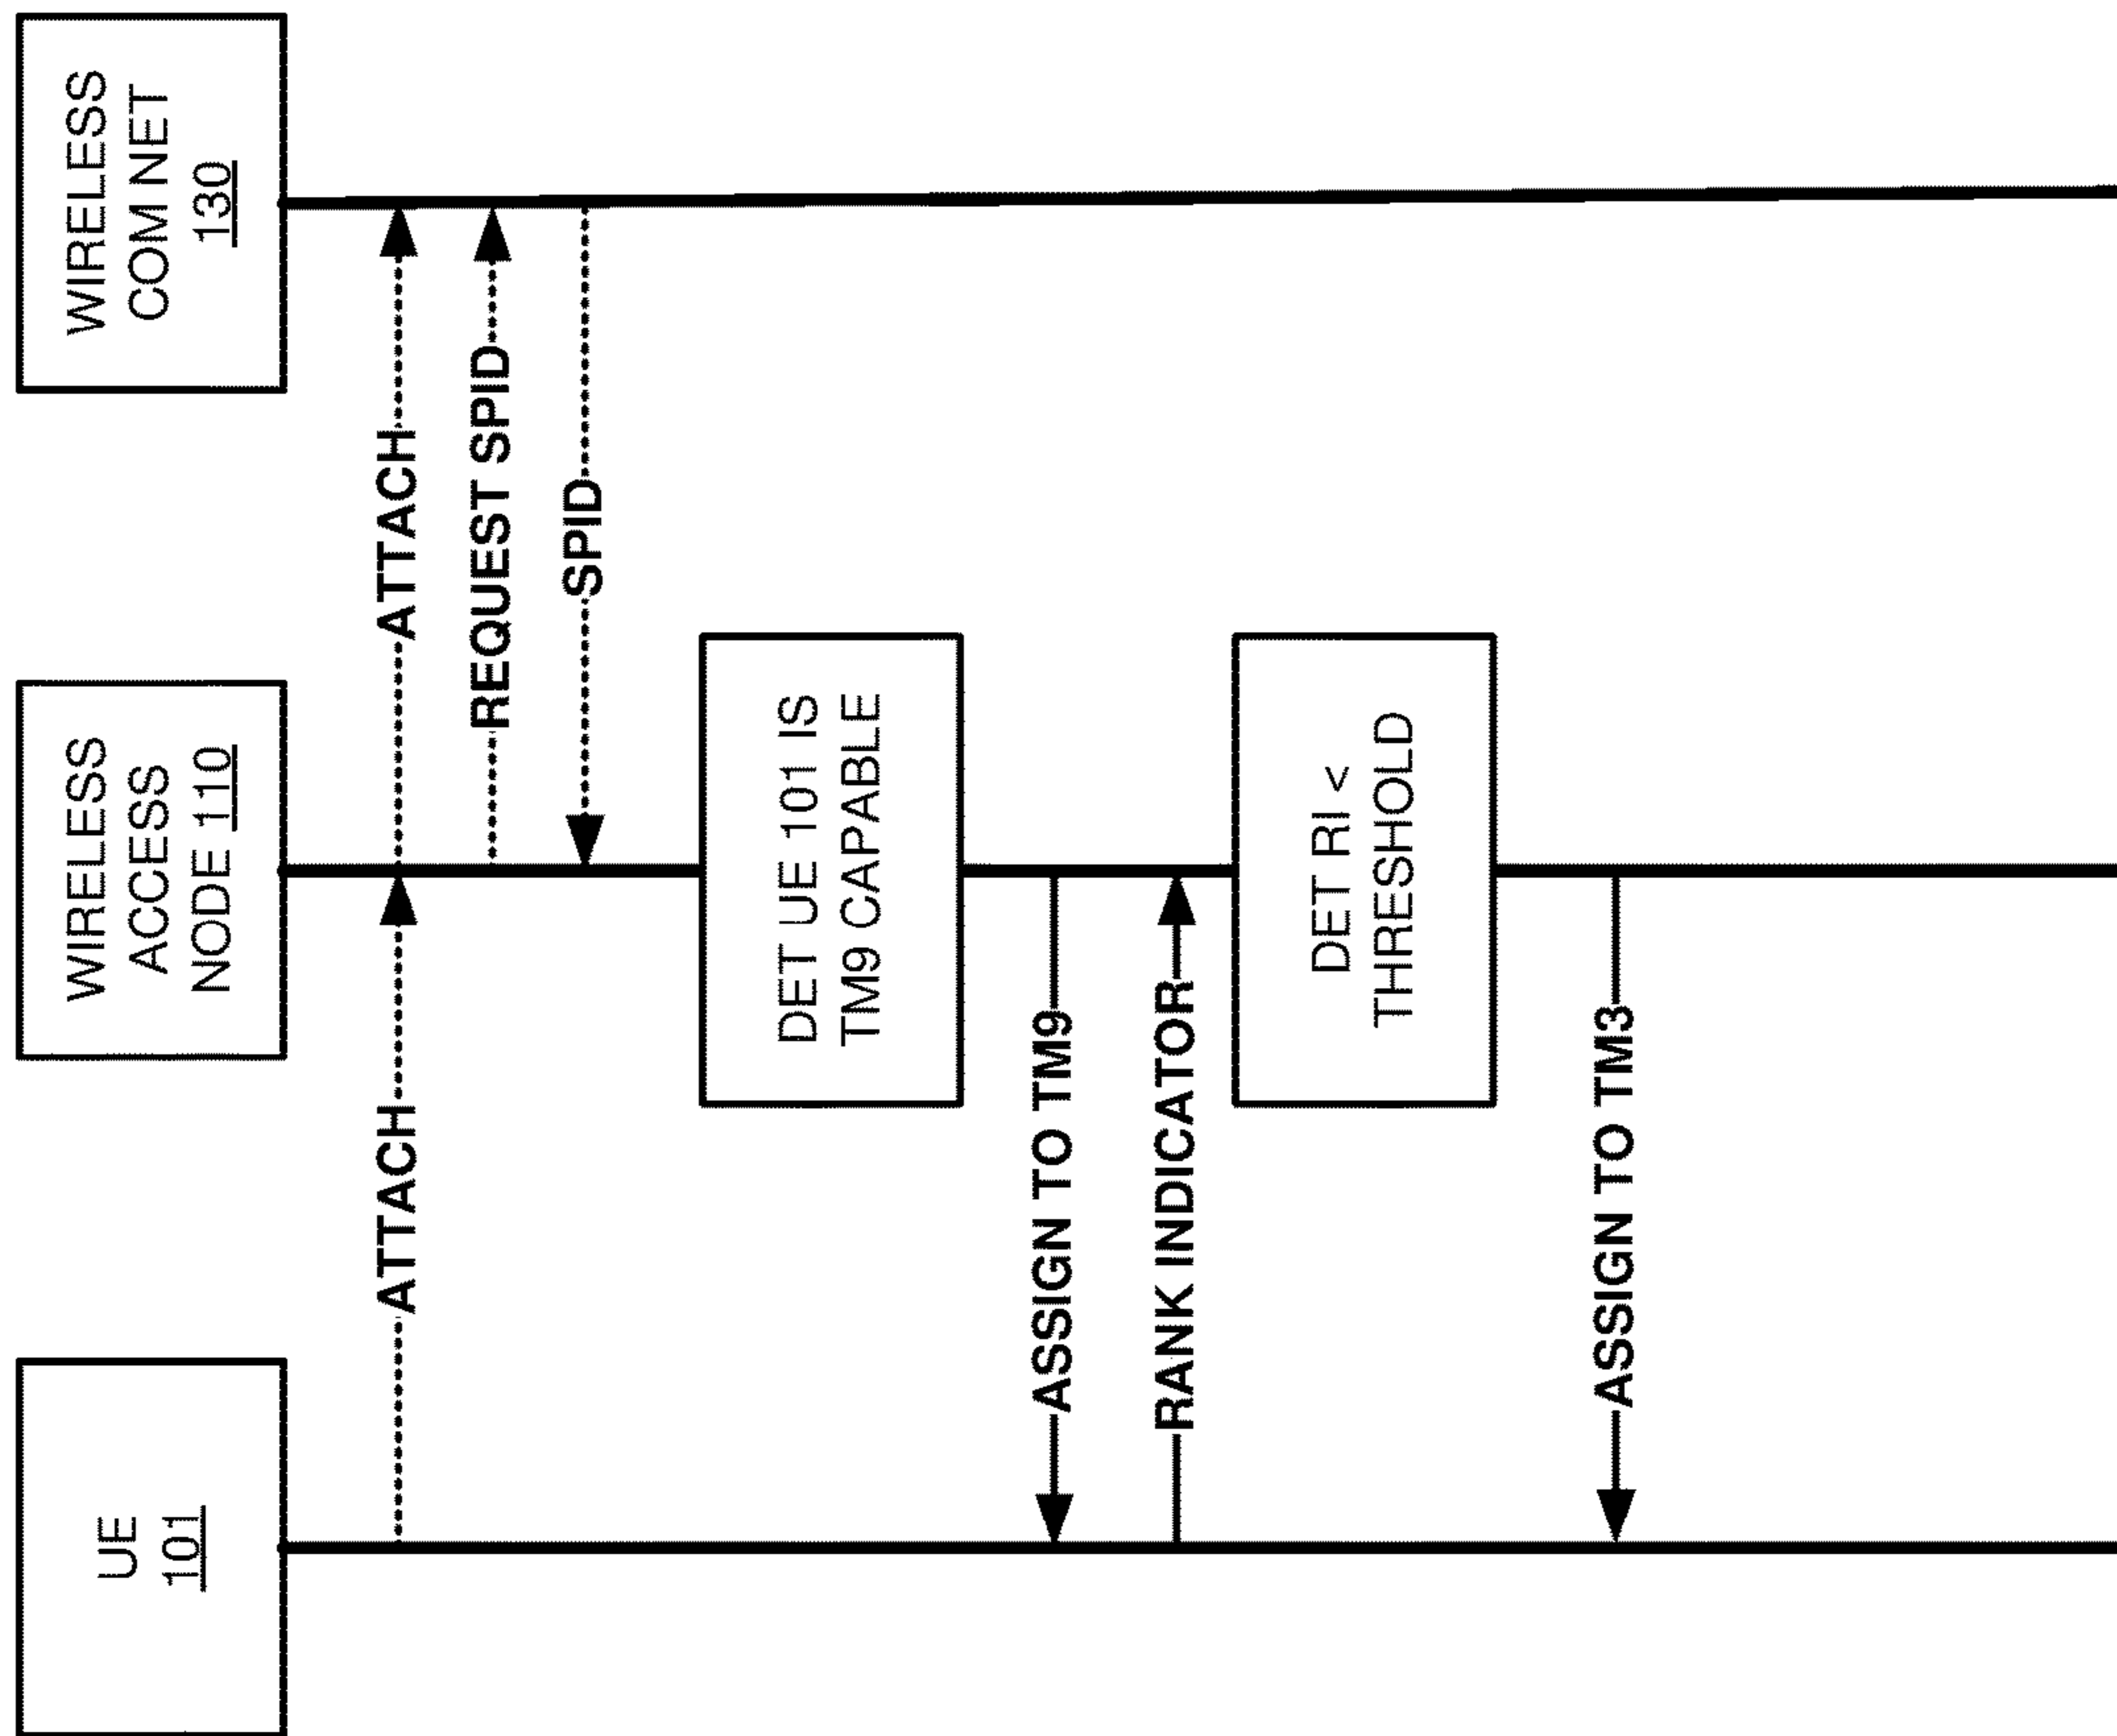 UE
101
WIRELESS
ACCESS
NODE 110
WIRELESS
COM NET
130
ATTACH
ATTACH
REQUEST SPID
SPID
DET UE 101 IS
TM9 CAPABLE
ASSIGN TO TM9
RANK INDICATOR
DET RI <
THRESHOLD
ASSIGN TO TM3